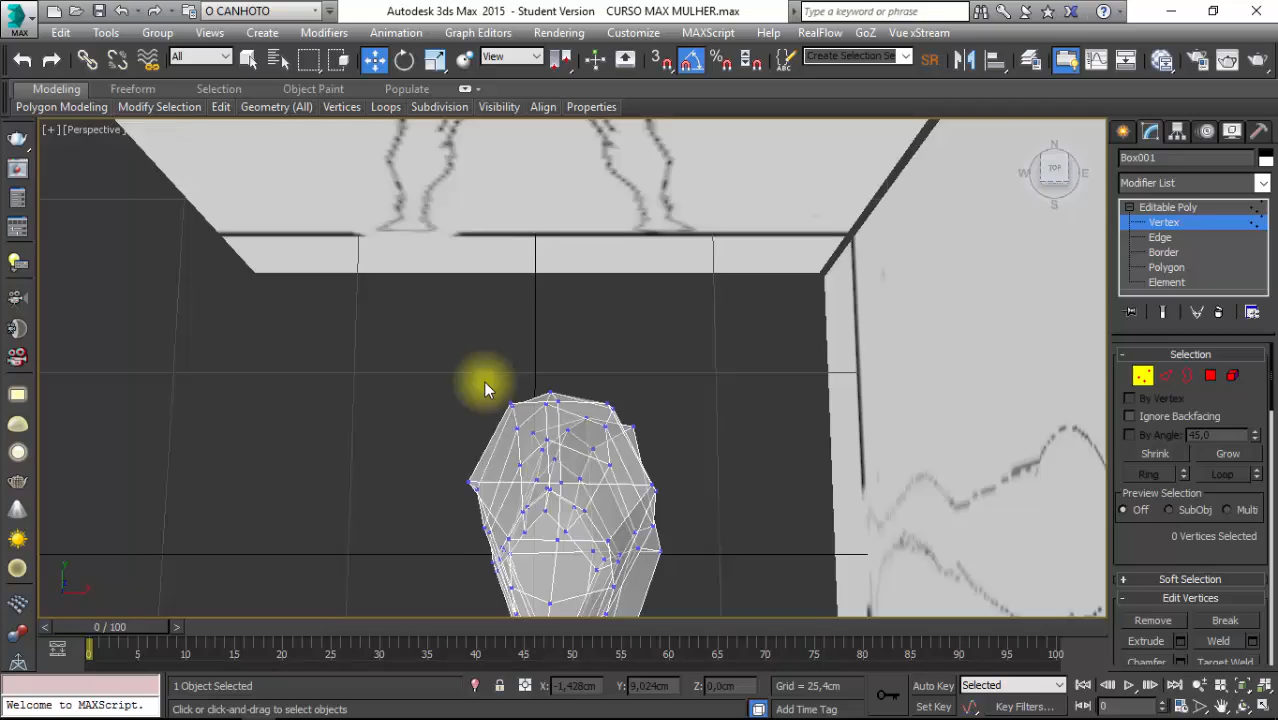 MAX
O CANHOTO
Autodesk 3ds Max 2015 - Student Version    CURSO MAX MULHER.max
Type a keyword or phrase
Edit Tools Group Views Create Modifiers Animation Graph Editors Rendering Customize MAXScript Help RealFlow GoZ Vue xStream
All View 3 Create Selection Se SR
Modeling Freeform Selection Object Paint Populate
Polygon Modeling Modify Selection Edit Geometry (All) Vertices Loops Subdivision Visibility Align Properties
[+] [Perspective
N
W TOP E
S
Box001
Modifier List
Editable Poly
Vertex
Edge
Border
Polygon
Element
- Selection
By Vertex
Ignore Backfacing
By Angle: 45,0
Shrink Grow
Ring Loop
Preview Selection
Off SubObj Multi
0 Vertices Selected
+ Soft Selection
- Edit Vertices
Remove Break
Extrude Weld
Chamfer Target Weld
y
x
< 0 / 100 >
0 5 10 15 20 25 30 35 40 45 50 55 60 65 70 75 80 85 90 95 100
1 Object Selected X: -1,428cm Y: 9,024cm Z: 0,0cm Grid = 25,4cm Auto Key Selected
Welcome to MAXScript. Click or click-and-drag to select objects Add Time Tag Set Key Key Filters... 0